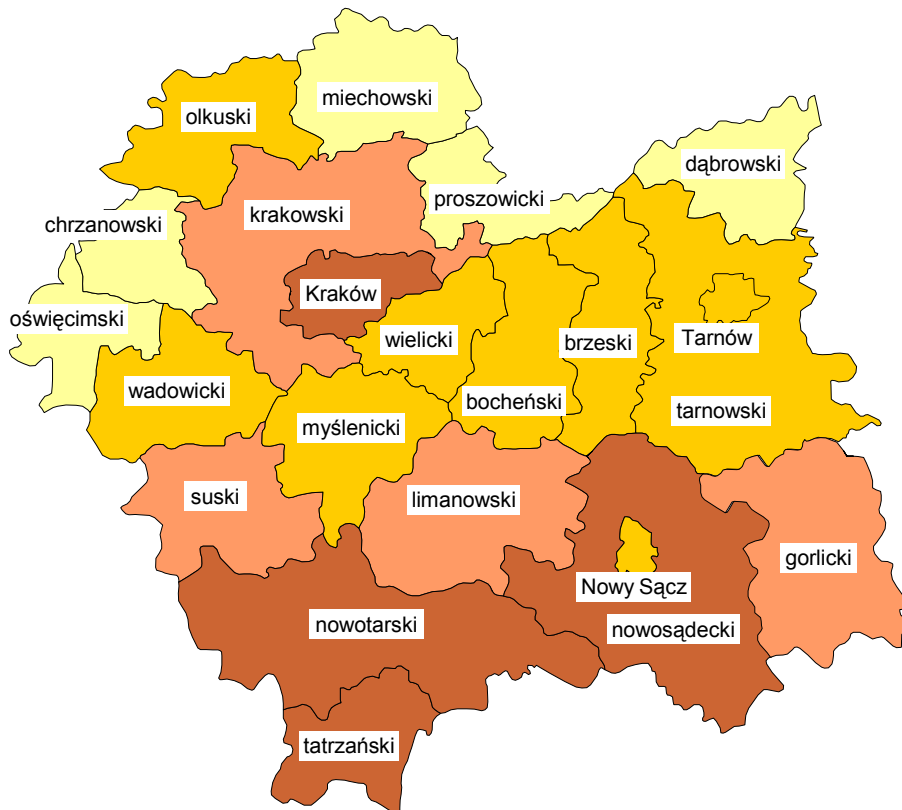 miechowski
olkuski
dąbrowski
proszowicki
krakowski
chrzanowski
Kraków
oświęcimski
wielicki
brzeski
Tarnów
wadowicki
bocheński
tarnowski
myślenicki
suski
limanowski
gorlicki
Nowy Sącz
nowotarski
nowosądecki
tatrzański